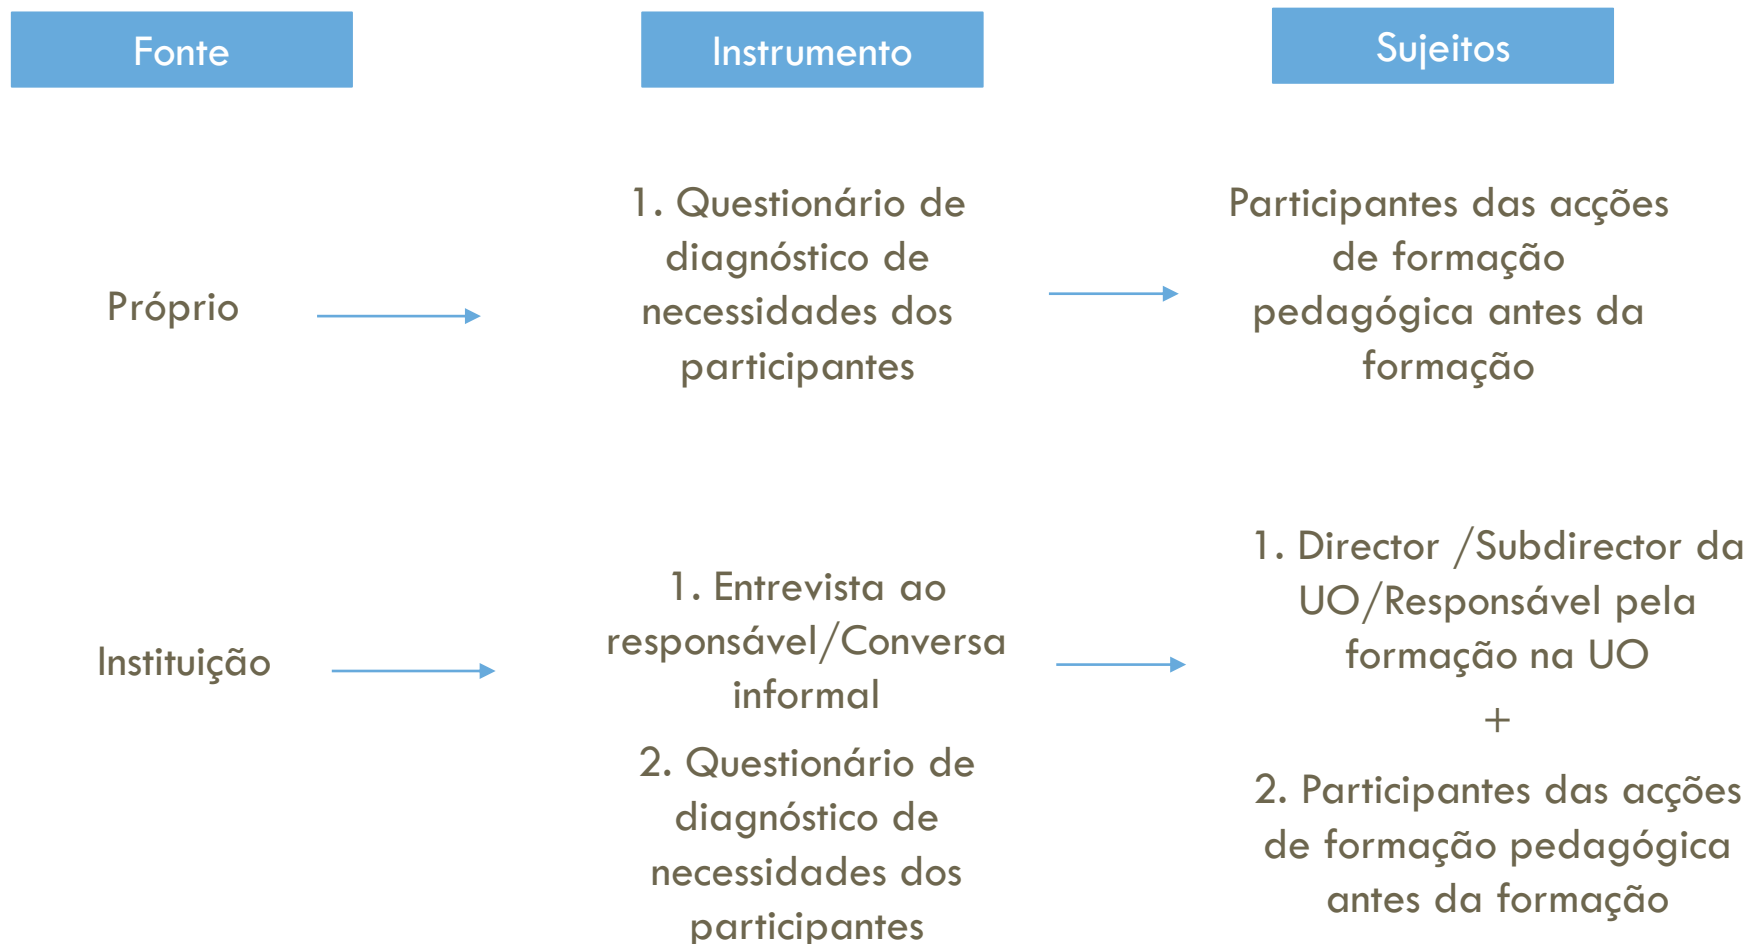 Fonte
Instrumento
Sujeitos
Próprio
1. Questionário de
diagnóstico de
necessidades dos
participantes
Participantes das acções
de formação
pedagógica antes da
formação
Instituição
1. Entrevista ao
responsável/Conversa
informal
2. Questionário de
diagnóstico de
necessidades dos
participantes
1. Director /Subdirector da
UO/Responsável pela
formação na UO
+
2. Participantes das acções
de formação pedagógica
antes da formação